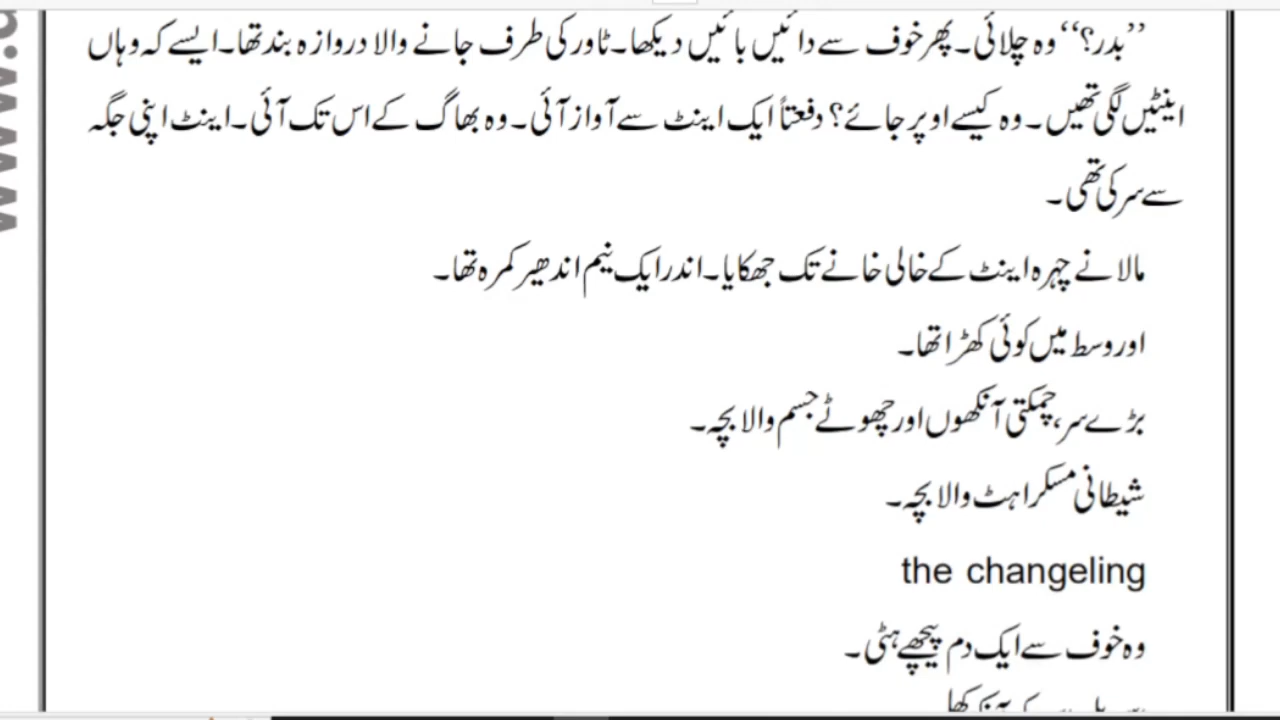 ’’بدر؟‘‘ وہ چلائی۔ پھر خوف سے دائیں بائیں دیکھا۔ ٹاور کی طرف جانے والا دروازہ بند تھا۔ ایسے کہ وہاں
اینٹیں لگی تھیں۔ وہ کیسے اوپر جائے؟ دفعتاً ایک اینٹ سے آواز آئی۔ وہ بھاگ کے اس تک آئی۔ اینٹ اپنی جگہ
سے سرکی تھی۔
مالا نے چہرہ اینٹ کے خالی خانے تک جھکایا۔ اندر ایک نیم اندھیر کمرہ تھا۔
اور وسط میں کوئی کھڑا تھا۔
بڑے سر، چمکتی آنکھوں اور چھوٹے جسم والا بچہ۔
شیطانی مسکراہٹ والا بچہ۔
the changeling
وہ خوف سے ایک دم پیچھے ہٹی۔